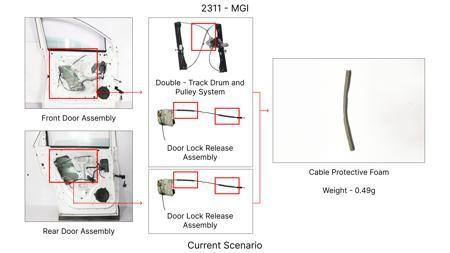 2311 - MGI
Double - Track Drum and
Pulley System
Front Door Assembly
Door Lock Release
Assembly
Cable Protective Foam
Weight - 0.49g
Door Lock Release
Assembly
Rear Door Assembly
Current Scenario